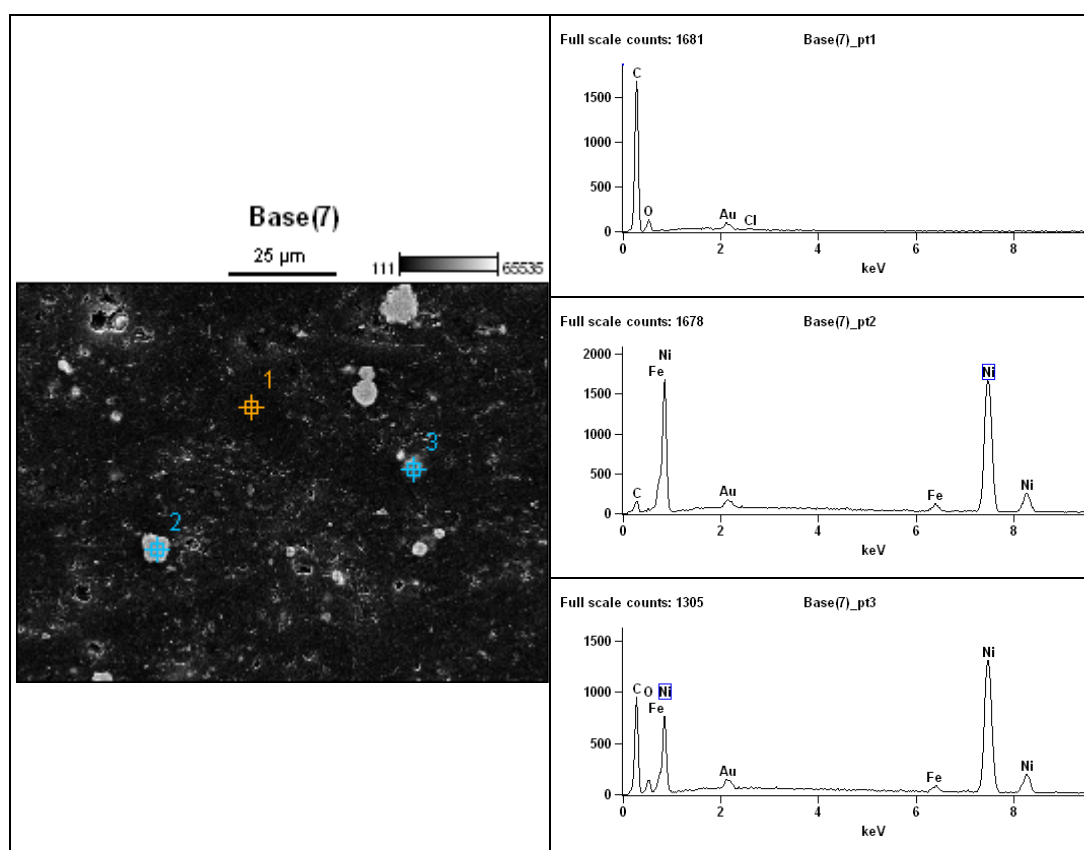 Base(7)
25 µm
111 65535
1
3
2
Full scale counts: 1681 Base(7)_pt1
C
1500
1000
500
O Au Cl
0
0 2 4 6 8
keV
Full scale counts: 1678 Base(7)_pt2
2000
Ni
Fe Ni
1500
1000
500
C Au Fe Ni
0
0 2 4 6 8
keV
Full scale counts: 1305 Base(7)_pt3
1500
Ni
C O Ni
1000
Fe
500
Au Fe Ni
0
0 2 4 6 8
keV